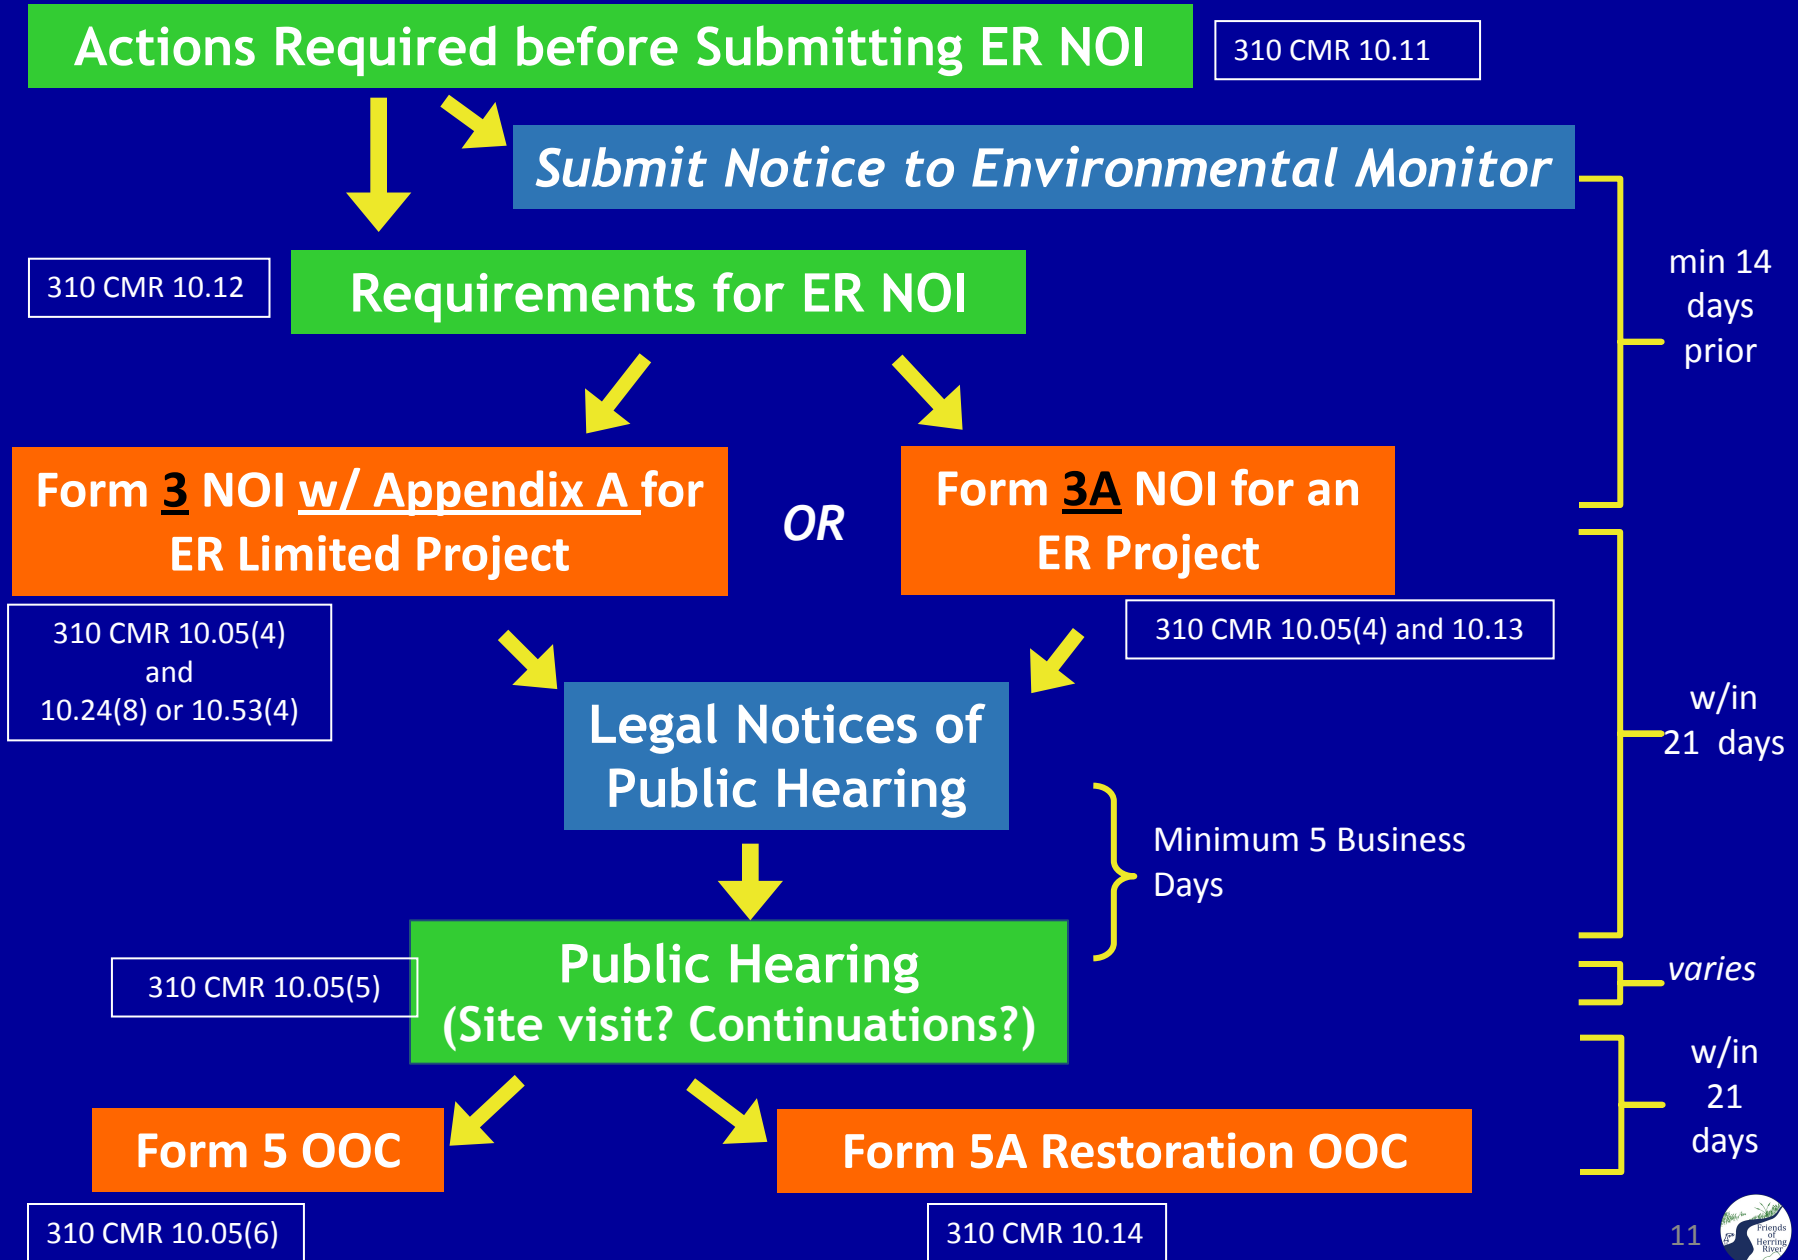 Actions Required before Submitting ER NOI
310 CMR 10.11
Submit Notice to Environmental Monitor
310 CMR 10.12
Requirements for ER NOI
min 14
days
prior
Form 3 NOI w/ Appendix A for
ER Limited Project
OR
Form 3A NOI for an
ER Project
310 CMR 10.05(4)
and
10.24(8) or 10.53(4)
310 CMR 10.05(4) and 10.13
w/in
21 days
Legal Notices of
Public Hearing
Minimum 5 Business
Days
310 CMR 10.05(5)
Public Hearing
(Site visit? Continuations?)
varies
w/in
21
days
Form 5 OOC
Form 5A Restoration OOC
310 CMR 10.05(6)
310 CMR 10.14
11
Friends
of
Herring
River